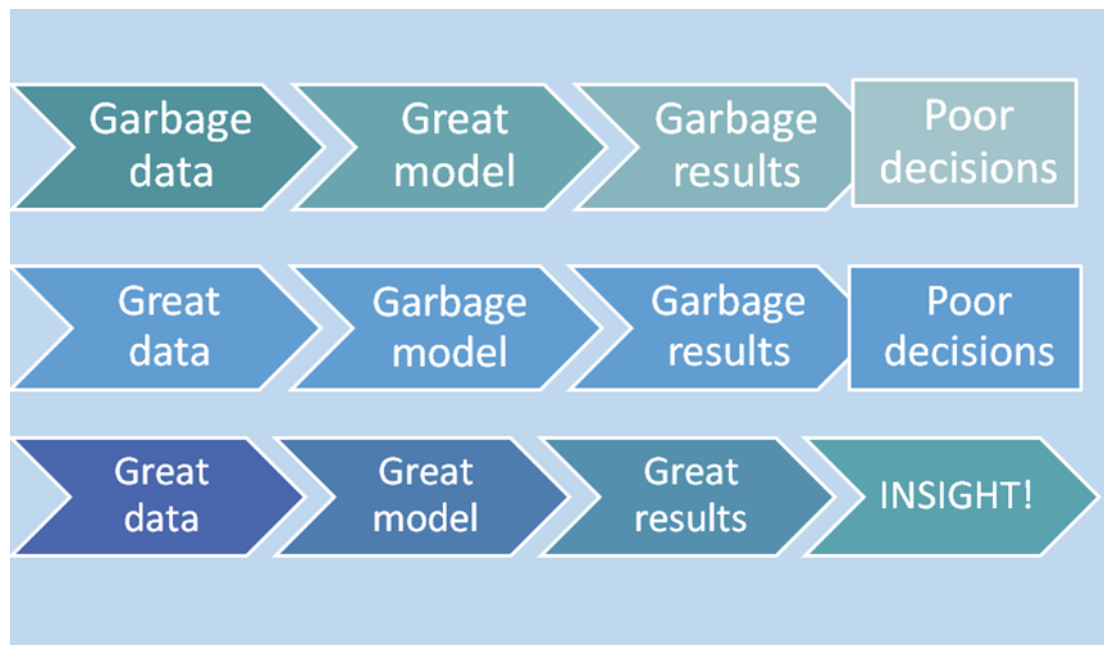 Garbage
data
Great
model
Garbage
results
Poor
decisions
Great
data
Garbage
model
Garbage
results
Poor
decisions
Great
data
Great
model
Great
results
INSIGHT!